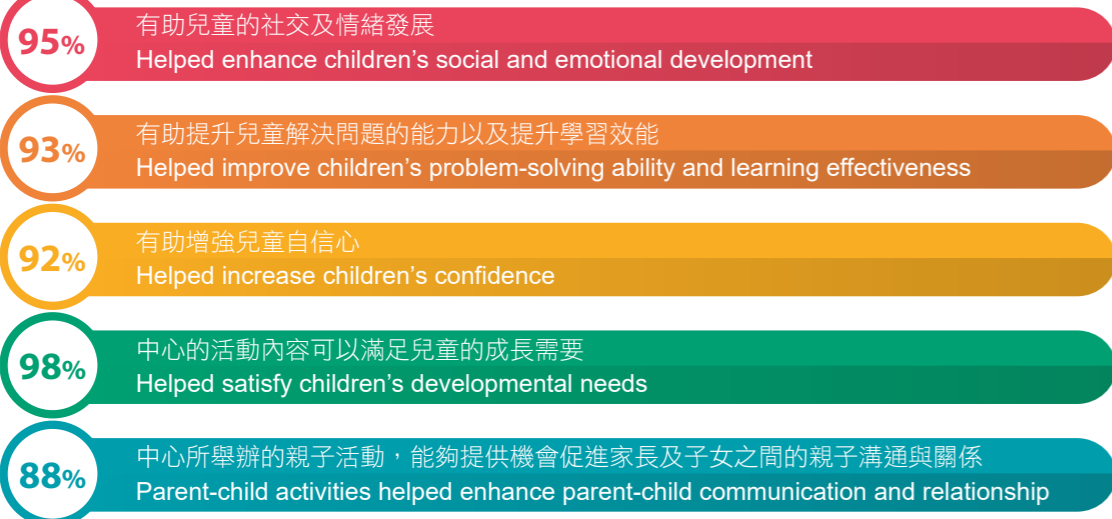 95%
有助兒童的社交及情緒發展
Helped enhance children's social and emotional development
93%
有助提升兒童解決問題的能力以及提升學習效能
Helped improve children's problem-solving ability and learning effectiveness
92%
有助增強兒童自信心
Helped increase children's confidence
98%
中心的活動內容可以滿足兒童的成長需要
Helped satisfy children's developmental needs
88%
中心所舉辦的親子活動，能夠提供機會促進家長及子女之間的親子溝通與關係
Parent-child activities helped enhance parent-child communication and relationship